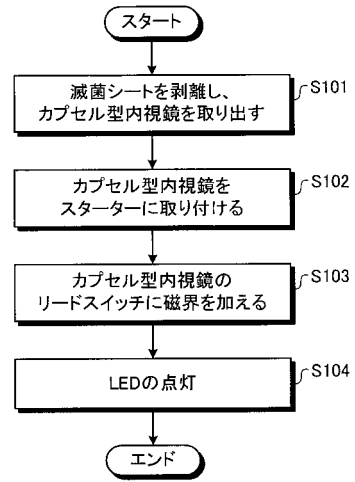 スタート
滅菌シートを剥離し、
カプセル型内視鏡を取り出す
S101
カプセル型内視鏡を
スターターに取り付ける
S102
カプセル型内視鏡の
リードスイッチに磁界を加える
S103
LEDの点灯
S104
エンド